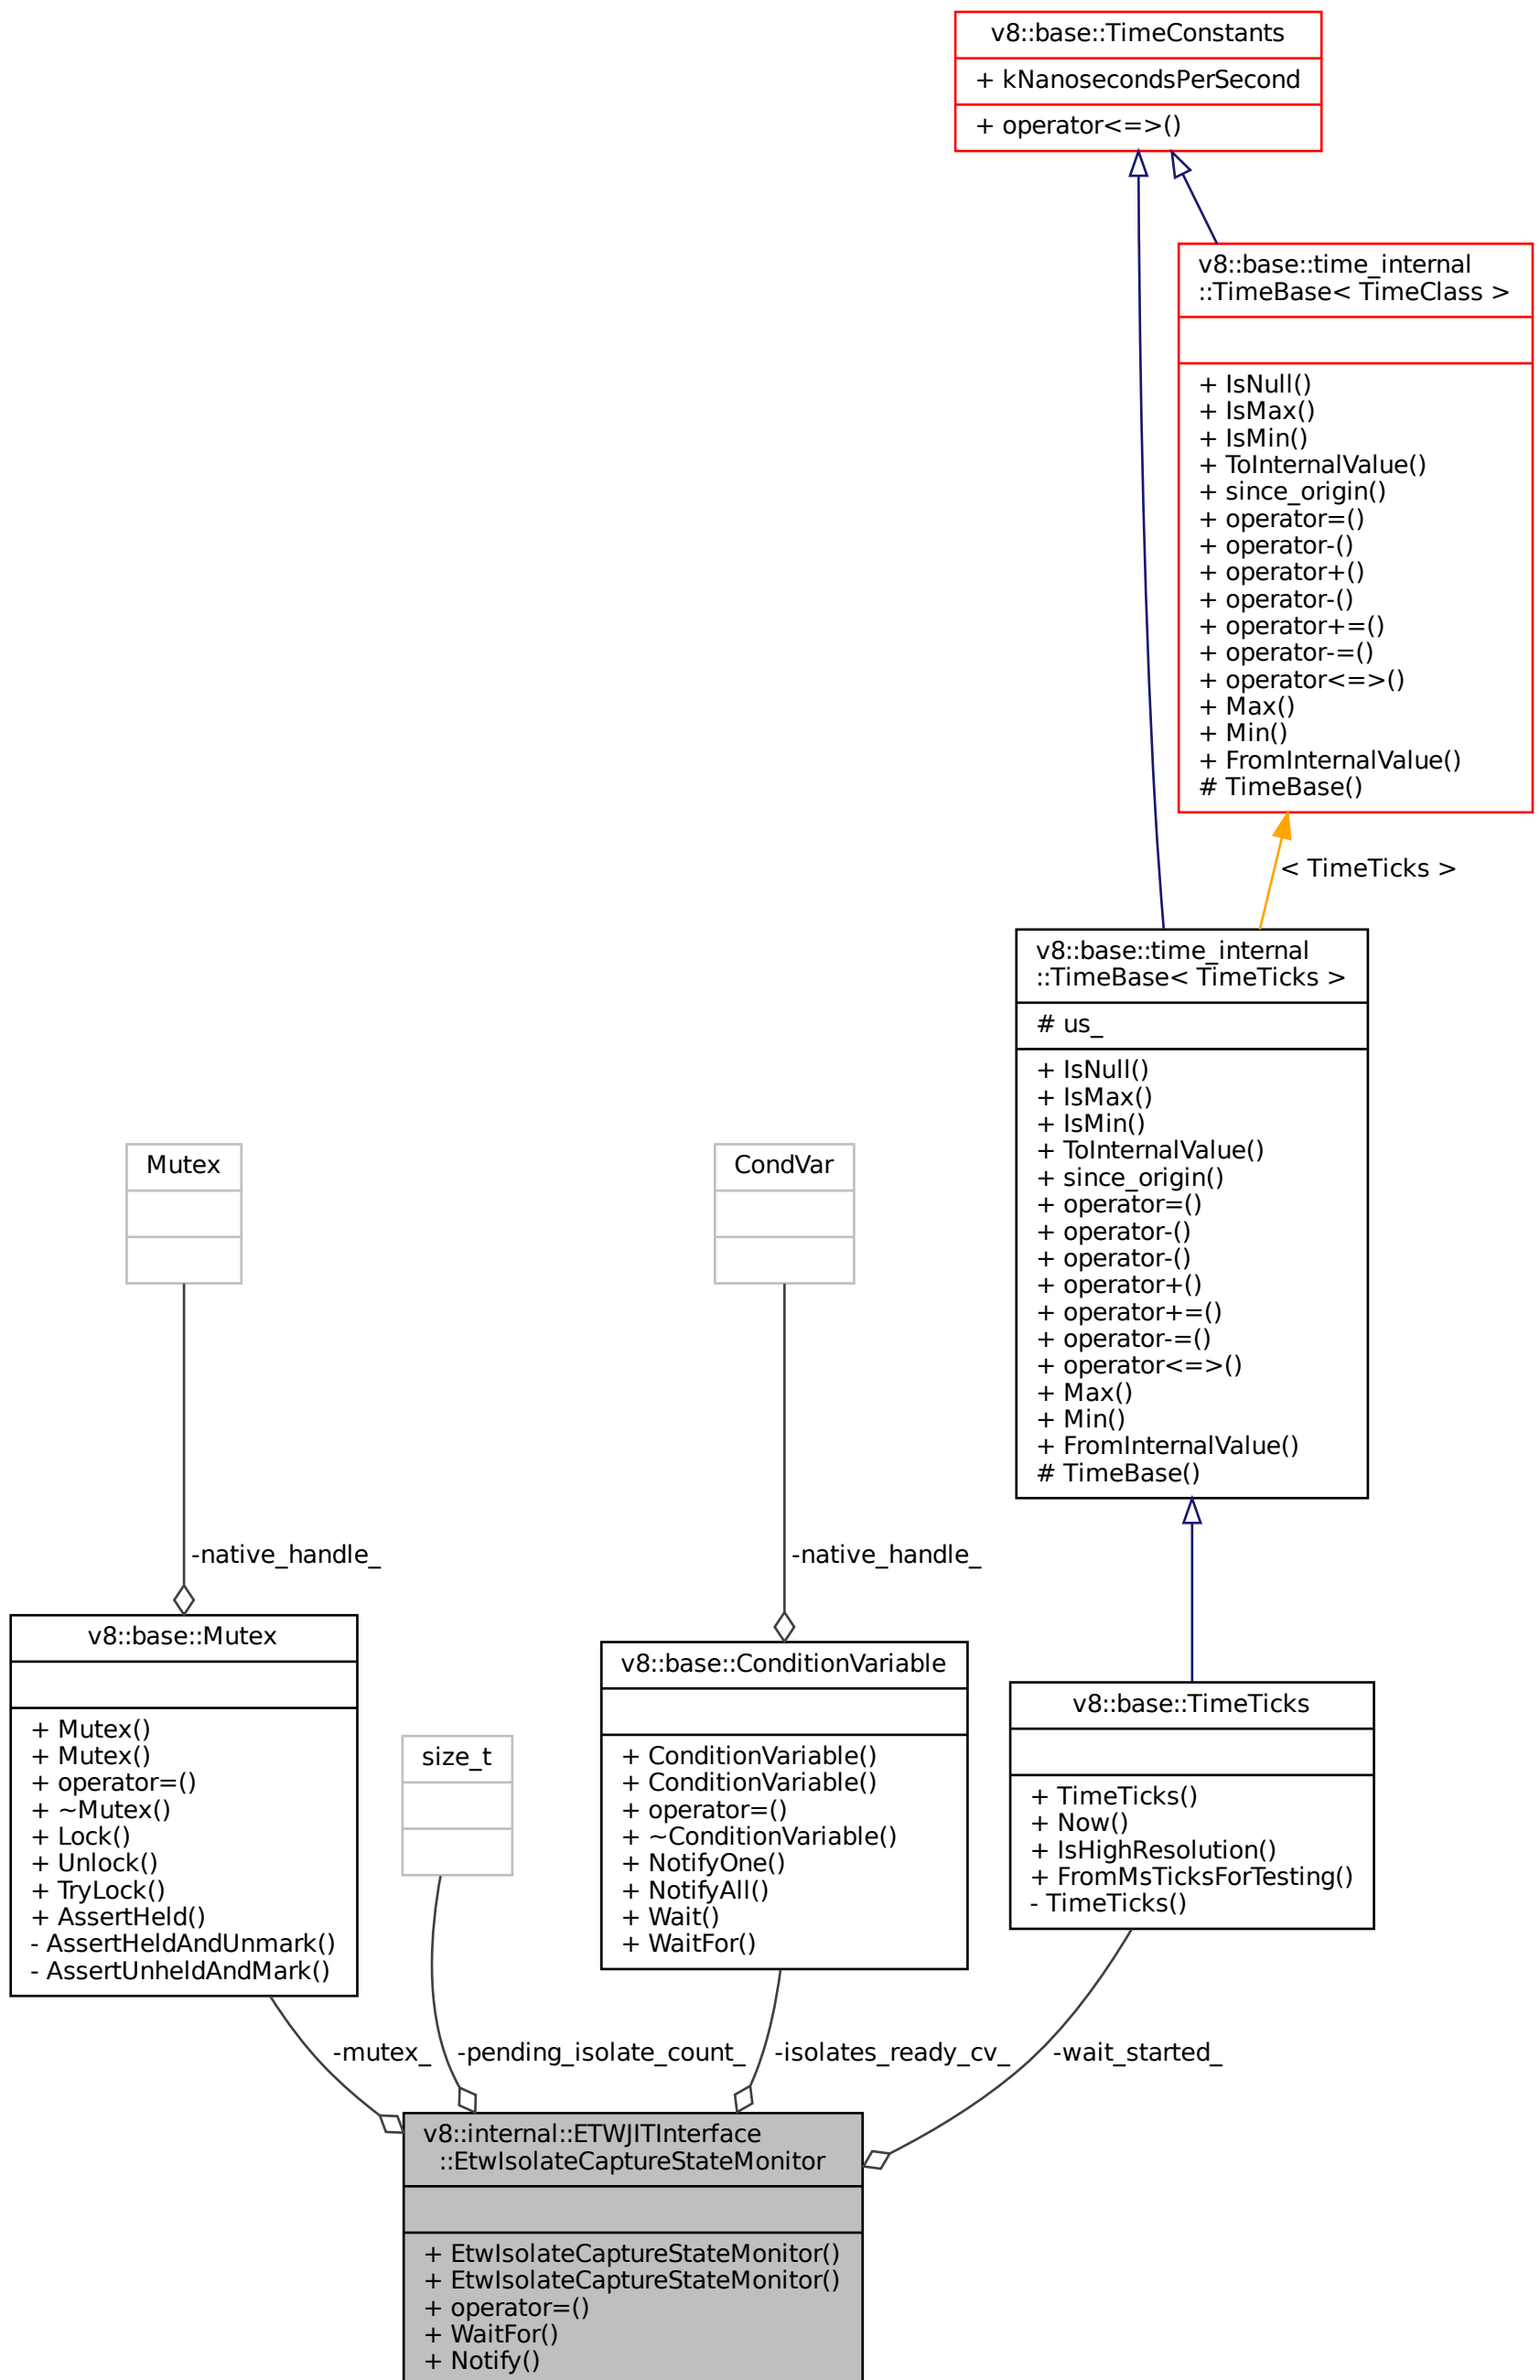 v8::base::TimeConstants
+ kNanosecondsPerSecond
+ operator<=>()
v8::base::time_internal
::TimeBase< TimeClass >
+ IsNull()
+ IsMax()
+ IsMin()
+ ToInternalValue()
+ since_origin()
+ operator=()
+ operator-()
+ operator+()
+ operator-()
+ operator+=()
+ operator-=()
+ operator<=>()
+ Max()
+ Min()
+ FromInternalValue()
# TimeBase()
< TimeTicks >
v8::base::time_internal
::TimeBase< TimeTicks >
# us_
+ IsNull()
+ IsMax()
+ IsMin()
+ ToInternalValue()
+ since_origin()
+ operator=()
+ operator-()
+ operator-()
+ operator+()
+ operator+=()
+ operator-=()
+ operator<=>()
+ Max()
+ Min()
+ FromInternalValue()
# TimeBase()
Mutex
CondVar
-native_handle_
-native_handle_
v8::base::Mutex
+ Mutex()
+ Mutex()
+ operator=()
+ ~Mutex()
+ Lock()
+ Unlock()
+ TryLock()
+ AssertHeld()
- AssertHeldAndUnmark()
- AssertUnheldAndMark()
size_t
v8::base::ConditionVariable
+ ConditionVariable()
+ ConditionVariable()
+ operator=()
+ ~ConditionVariable()
+ NotifyOne()
+ NotifyAll()
+ Wait()
+ WaitFor()
v8::base::TimeTicks
+ TimeTicks()
+ Now()
+ IsHighResolution()
+ FromMsTicksForTesting()
- TimeTicks()
-mutex_
-pending_isolate_count_
-isolates_ready_cv_
-wait_started_
v8::internal::ETWJITInterface
::EtwIsolateCaptureStateMonitor
+ EtwIsolateCaptureStateMonitor()
+ EtwIsolateCaptureStateMonitor()
+ operator=()
+ WaitFor()
+ Notify()